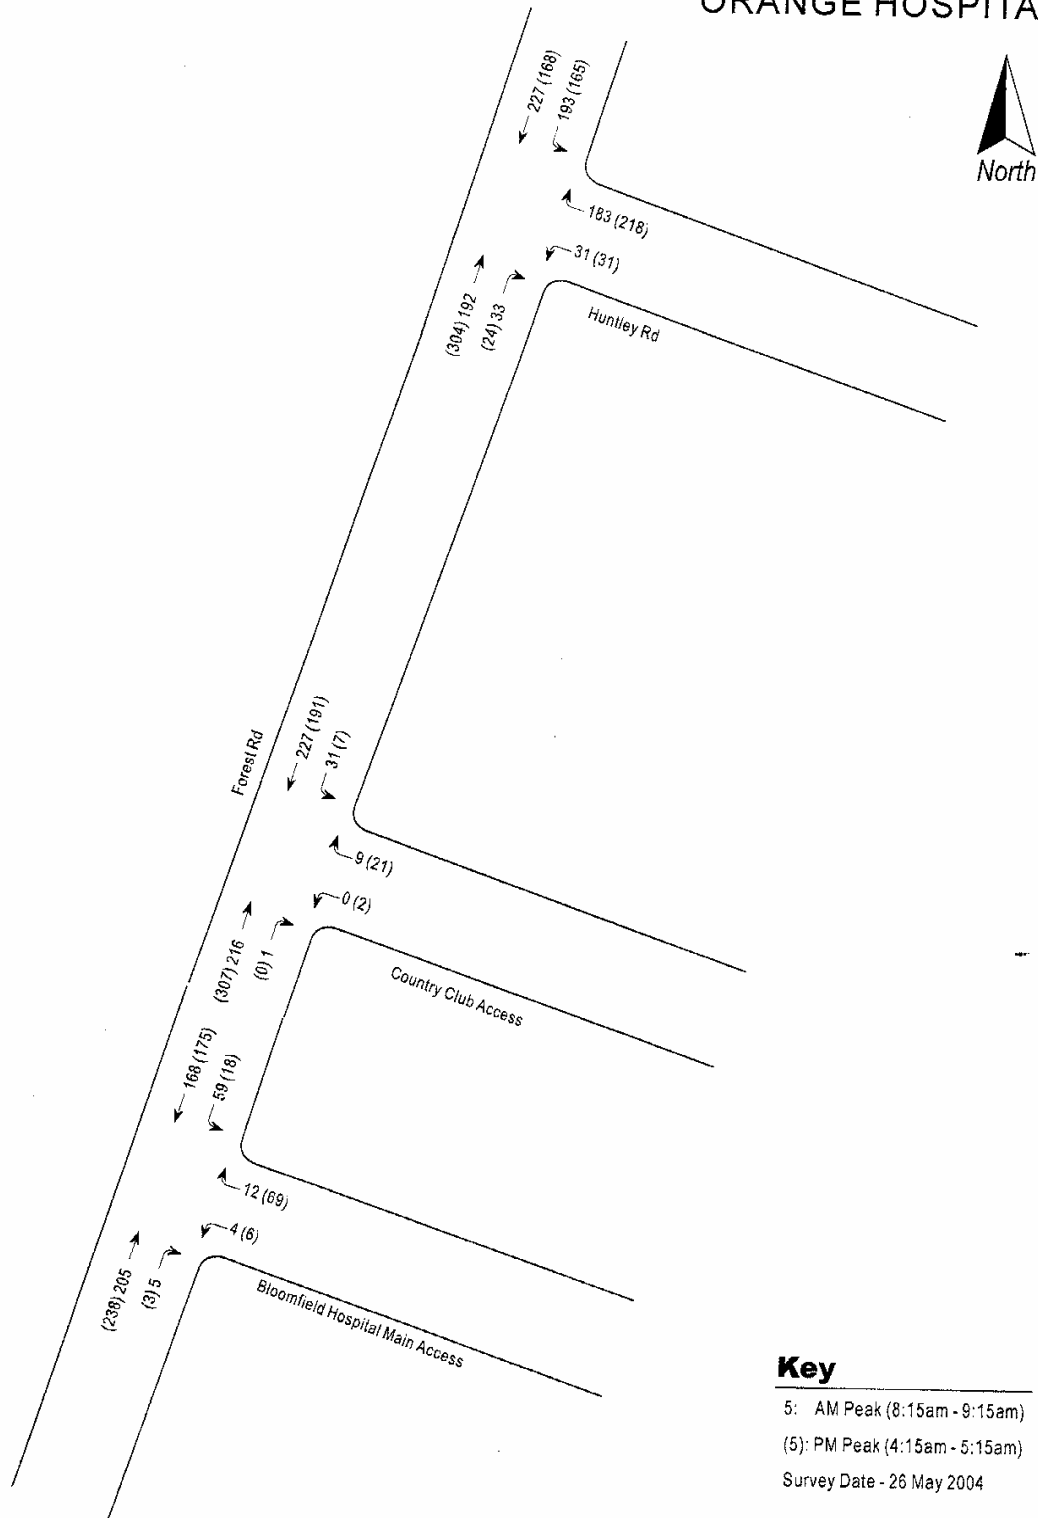 ORANGE HOSPITA
North
227 (168)
193 (165)
183 (218)
31 (31)
(304) 192
(24) 33
Huntley Rd
Forest Rd
227 (191)
31 (7)
9 (21)
0 (2)
(307) 216
(0) 1
Country Club Access
168 (175)
59 (18)
12 (69)
4 (6)
(238) 205
(3) 5
Bloomfield Hospital Main Access
Key
5: AM Peak (8:15am - 9:15am)
(5): PM Peak (4:15am - 5:15am)
Survey Date - 26 May 2004